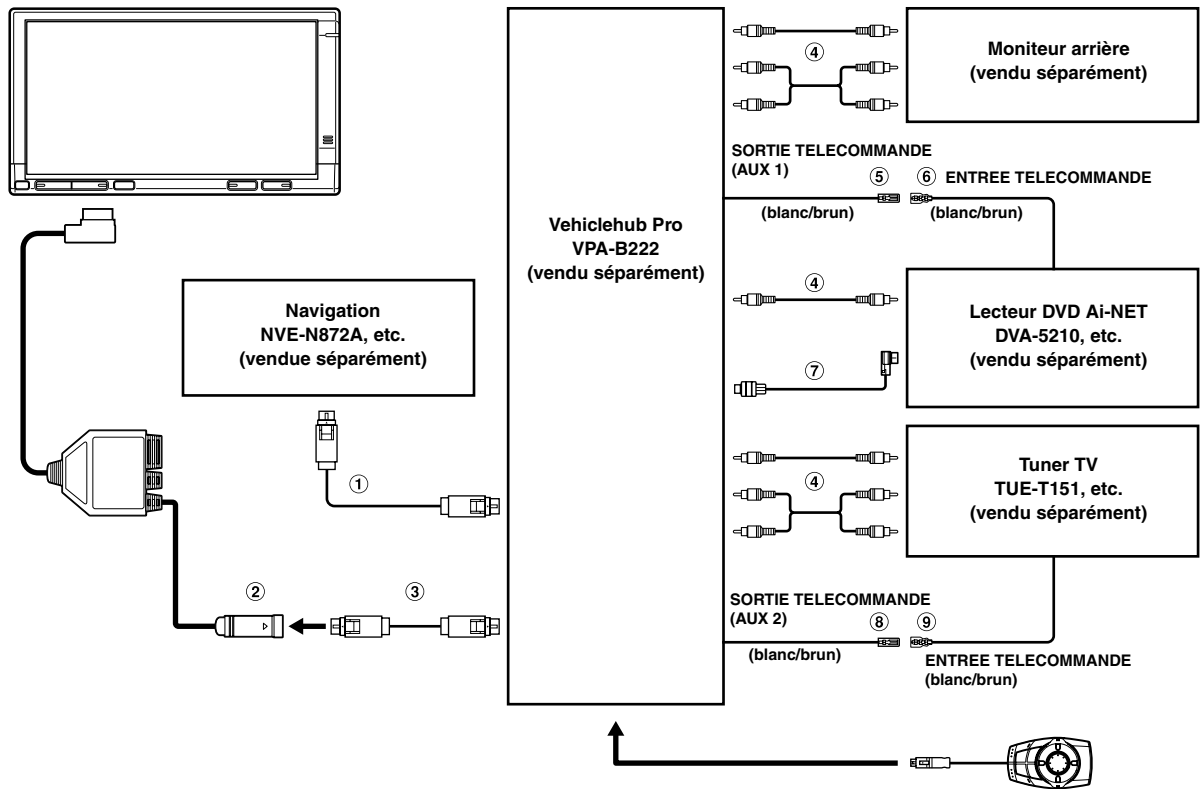 ④
Moniteur arrière
(vendu séparément)
SORTIE TELECOMMANDE
(AUX 1)
⑤
⑥
ENTREE TELECOMMANDE
(blanc/brun)
(blanc/brun)
Vehiclehub Pro
VPA-B222
(vendu séparément)
Navigation
NVE-N872A, etc.
(vendue séparément)
④
Lecteur DVD Ai-NET
DVA-5210, etc.
(vendu séparément)
⑦
①
④
Tuner TV
TUE-T151, etc.
(vendu séparément)
②
③
SORTIE TELECOMMANDE
(AUX 2)
⑧
⑨
(blanc/brun)
ENTREE TELECOMMANDE
(blanc/brun)